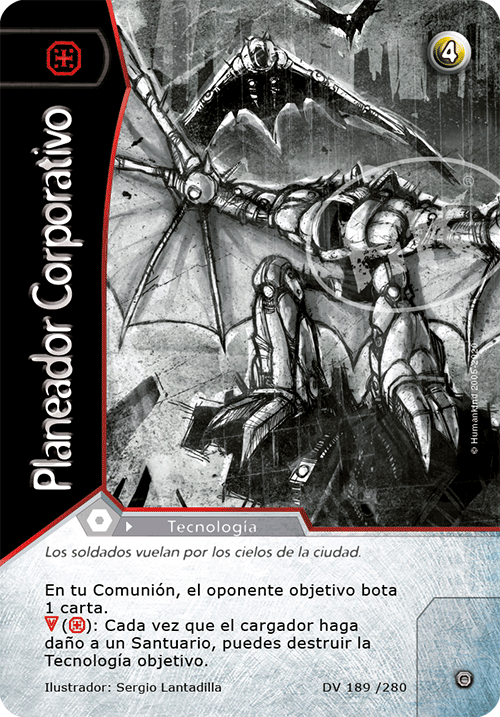 4
Planeador Corporativo
® 
© Humankind 2005-2020
Tecnología
Los soldados vuelan por los cielos de la ciudad.
En tu Comunión, el oponente objetivo bota
1 carta.
(): Cada vez que el cargador haga
daño a un Santuario, puedes destruir la
Tecnología objetivo.
Ilustrador: Sergio Lantadilla
DV 189 /280